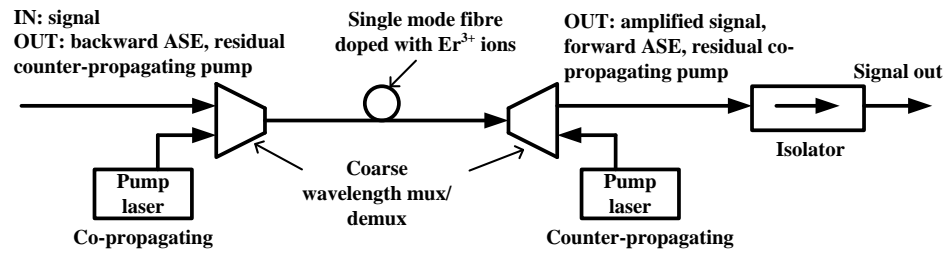 IN: signal
OUT: backward ASE, residual
counter-propagating pump
Single mode fibre
doped with Er³⁺ ions
OUT: amplified signal,
forward ASE, residual co-
propagating pump
Signal out
Isolator
Pump
laser
Co-propagating
Coarse
wavelength mux/
demux
Pump
laser
Counter-propagating